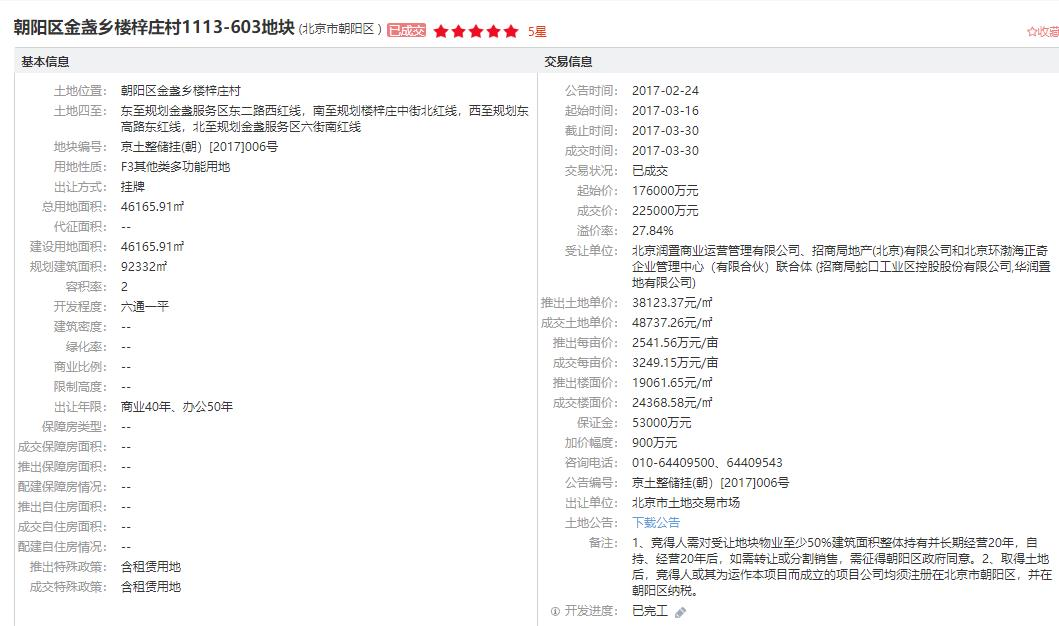 朝阳区金盏乡楼梓庄村1113-603地块 (北京市朝阳区 ) 已成交 ★★★★★ 5星
☆收藏
基本信息
土地位置： 朝阳区金盏乡楼梓庄村
土地四至： 东至规划金盏服务区东二路西红线，南至规划楼梓庄中街北红线，西至规划东
高路东红线，北至规划金盏服务区六街南红线
地块编号： 京土整储挂(朝）[2017]006号
用地性质： F3其他类多功能用地
出让方式： 挂牌
总用地面积： 46165.91㎡
代征面积： --
建设用地面积： 46165.91㎡
规划建筑面积： 92332㎡
容积率： 2
开发程度： 六通一平
建筑密度： --
绿化率： --
商业比例： --
限制高度： --
出让年限： 商业40年、办公50年
保障房类型： --
成交保障房面积： --
推出保障房面积： --
配建保障房情况： --
推出自住房面积： --
成交自住房面积： --
配建自住房情况： --
推出特殊政策： 含租赁用地
成交特殊政策： 含租赁用地
交易信息
公告时间： 2017-02-24
起始时间： 2017-03-16
截止时间： 2017-03-30
成交时间： 2017-03-30
交易状况： 已成交
起始价： 176000万元
成交价： 225000万元
溢价率： 27.84%
受让单位： 北京润置商业运营管理有限公司、招商局地产(北京)有限公司和北京环渤海正奇
企业管理中心（有限合伙）联合体 (招商局蛇口工业区控股股份有限公司,华润置
地有限公司)
推出土地单价： 38123.37元/㎡
成交土地单价： 48737.26元/㎡
推出每亩价： 2541.56万元/亩
成交每亩价： 3249.15万元/亩
推出楼面价： 19061.65元/㎡
成交楼面价： 24368.58元/㎡
保证金： 53000万元
加价幅度： 900万元
咨询电话： 010-64409500、64409543
公告编号： 京土整储挂(朝）[2017]006号
出让单位： 北京市土地交易市场
土地公告： 下载公告
备注： 1、竞得人需对受让地块物业至少50%建筑面积整体持有并长期经营20年，自
持、经营20年后，如需转让或分割销售，需征得朝阳区政府同意。2、取得土地
后，竞得人或其为运作本项目而成立的项目公司均须注册在北京市朝阳区，并在
朝阳区纳税。
开发进度： 已完工